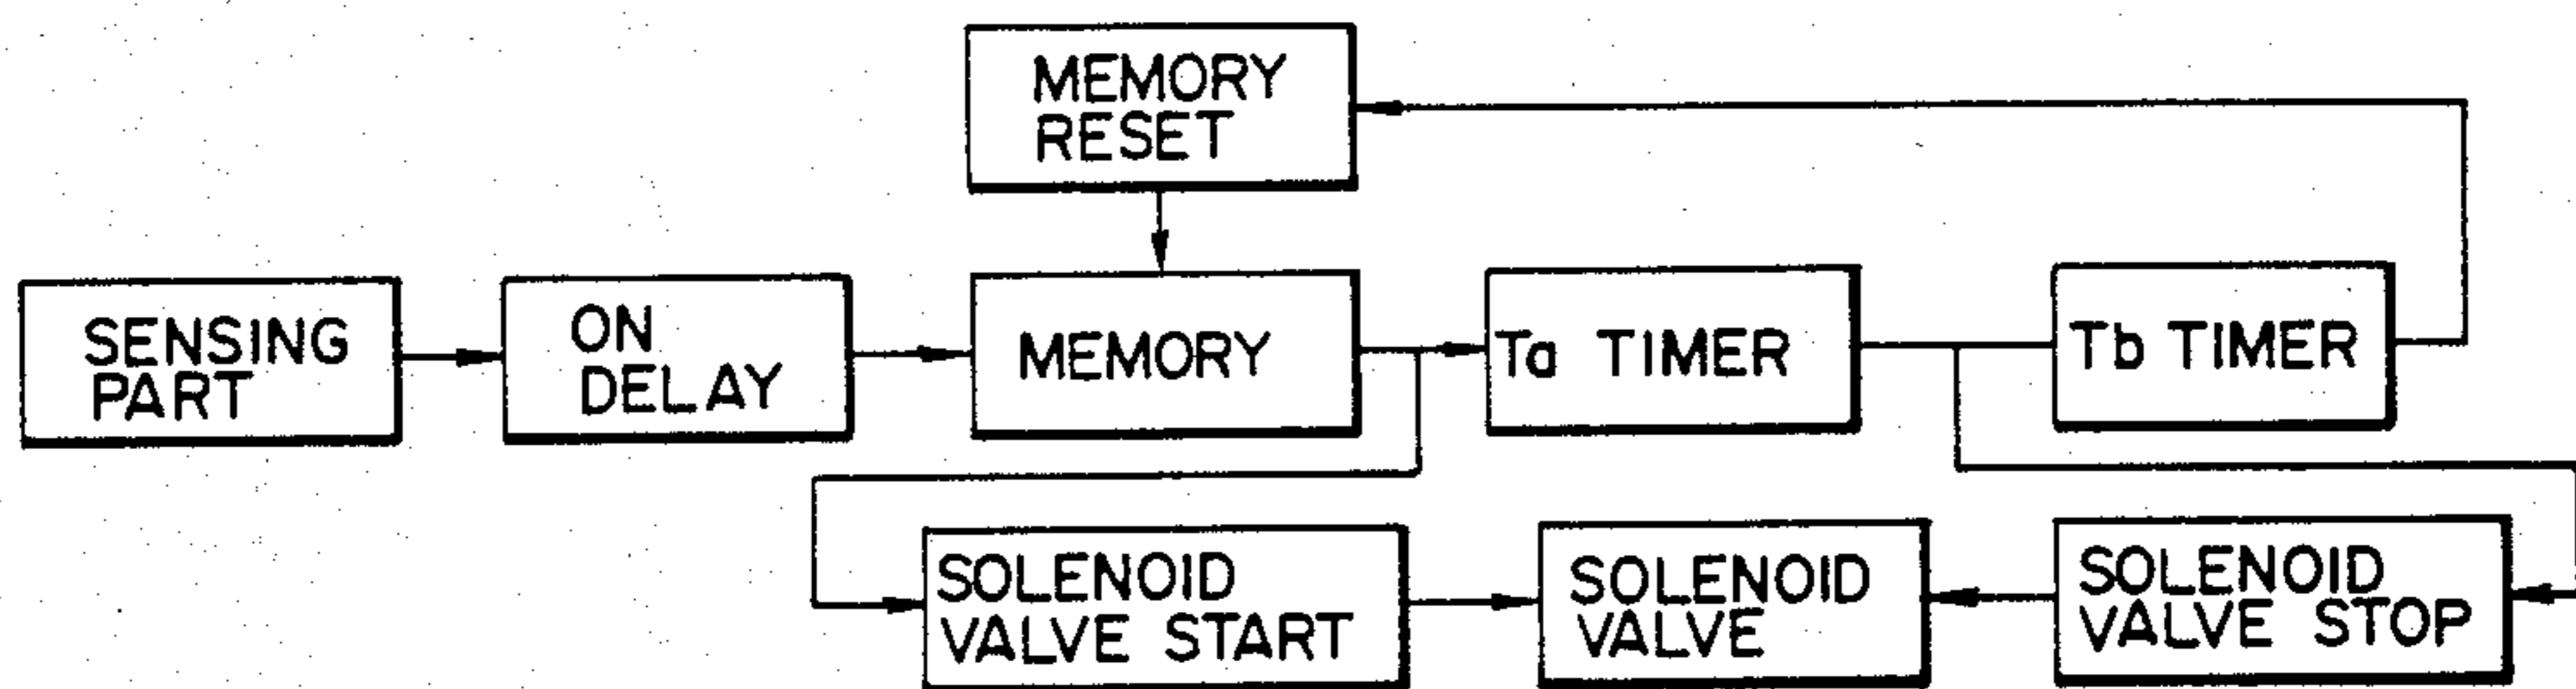 MEMORY
RESET
SENSING
PART
ON
DELAY
MEMORY
Ta TIMER
Tb TIMER
SOLENOID
VALVE START
SOLENOID
VALVE
SOLENOID
VALVE STOP